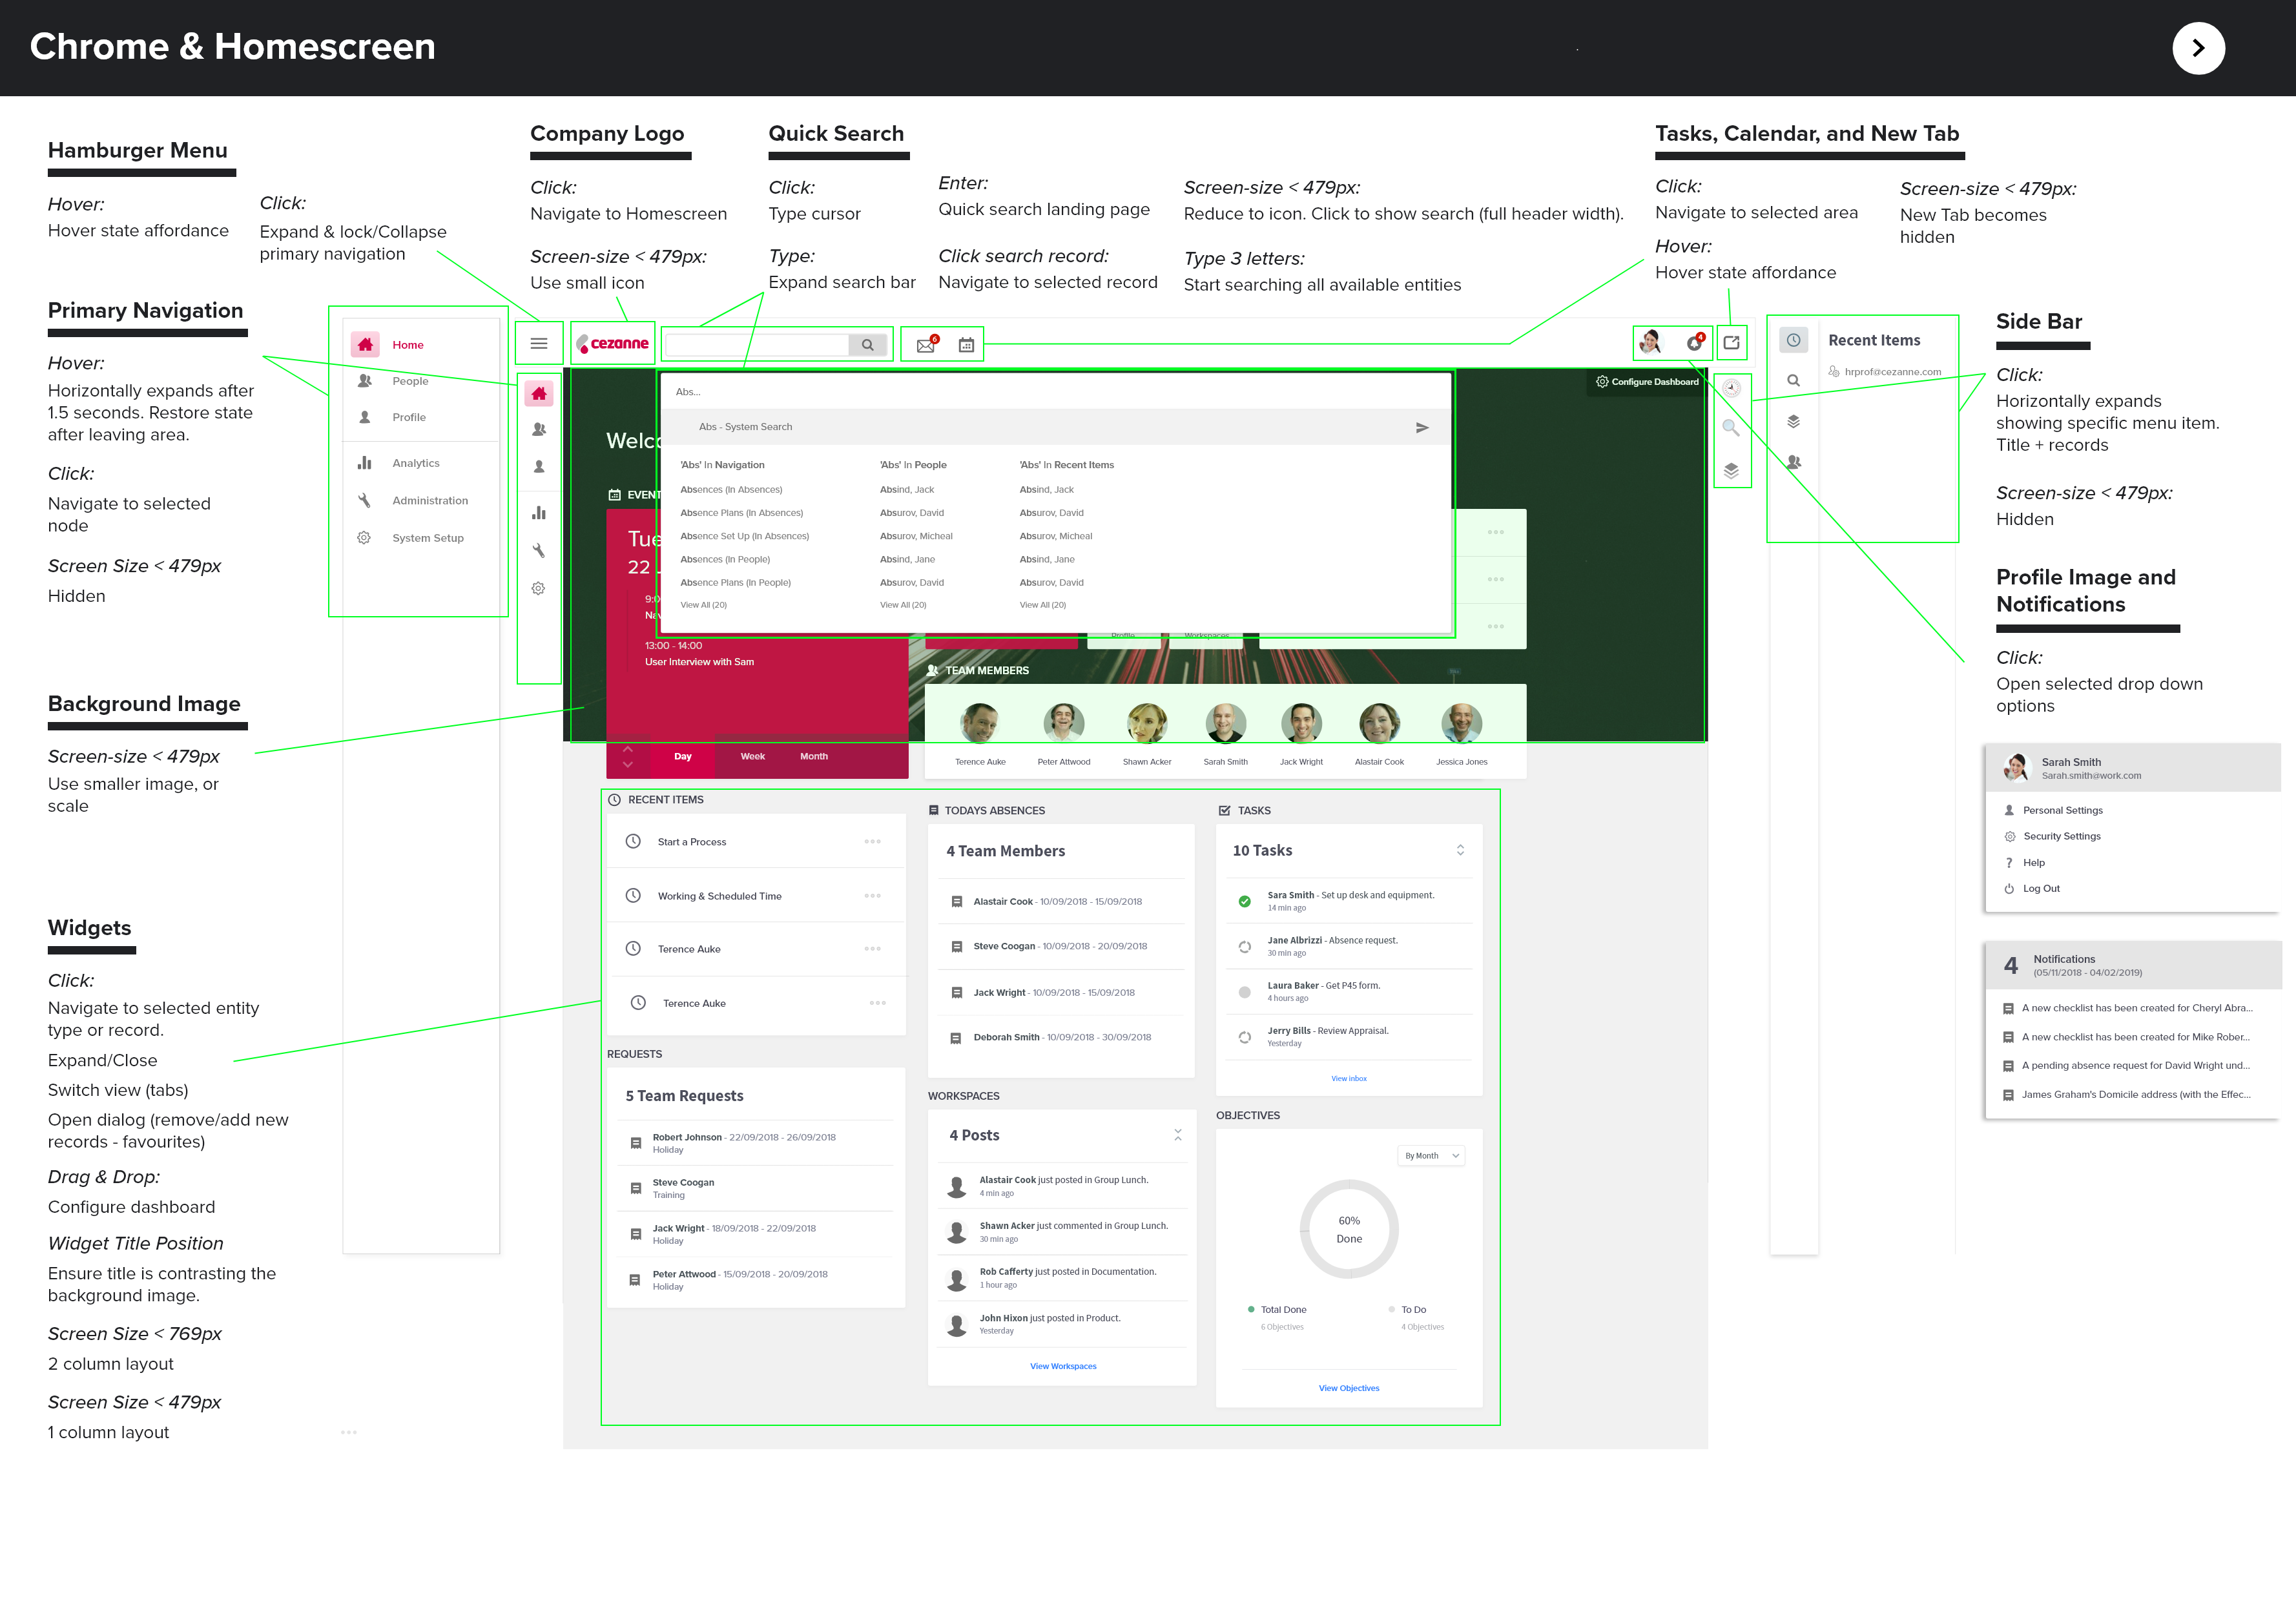 Chrome & Homescreen
Hamburger Menu
Hover:
Hover state affordance
Click:
Expand & lock/Collapse
primary navigation
Company Logo
Click:
Navigate to Homescreen
Screen-size < 479px:
Use small icon
Quick Search
Click:
Type cursor
Type:
Expand search bar
Enter:
Quick search landing page
Click search record:
Navigate to selected record
Screen-size < 479px:
Reduce to icon. Click to show search (full header width).
Type 3 letters:
Start searching all available entities
Tasks, Calendar, and New Tab
Click:
Navigate to selected area
Hover:
Hover state affordance
Screen-size < 479px:
New Tab becomes
hidden
Primary Navigation
Hover:
Horizontally expands after
1.5 seconds. Restore state
after leaving area.
Click:
Navigate to selected
node
Screen Size < 479px
Hidden
Home
People
Profile
Analytics
Administration
System Setup
cezanne
6
4
Configure Dashboard
Abs...
Abs - System Search
'Abs' In Navigation
Absences (In Absences)
Absence Plans (In Absences)
Absence Set Up (In Absences)
Absences (In People)
Absence Plans (In People)
View All (20)
'Abs' In People
Absind, Jack
Absurov, David
Absurov, Micheal
Absind, Jane
Absurov, David
View All (20)
'Abs' In Recent Items
Absind, Jack
Absurov, David
Absurov, Micheal
Absind, Jane
Absurov, David
View All (20)
Welc
EVENT
Tue
22
9:0
Nav
13:00 - 14:00
User Interview with Sam
Day
Week
Month
Profile
Workspaces
TEAM MEMBERS
Terence Auke
Peter Attwood
Shawn Acker
Sarah Smith
Jack Wright
Alastair Cook
Jessica Jones
Recent Items
hrprof@cezanne.com
Side Bar
Click:
Horizontally expands
showing specific menu item.
Title + records
Screen-size < 479px:
Hidden
Profile Image and
Notifications
Click:
Open selected drop down
options
Sarah Smith
Sarah.smith@work.com
Personal Settings
Security Settings
Help
Log Out
4
Notifications
(05/11/2018 - 04/02/2019)
A new checklist has been created for Cheryl Abra...
A new checklist has been created for Mike Rober...
A pending absence request for David Wright und...
James Graham's Domicile address (with the Effec...
Background Image
Screen-size < 479px
Use smaller image, or
scale
Widgets
Click:
Navigate to selected entity
type or record.
Expand/Close
Switch view (tabs)
Open dialog (remove/add new
records - favourites)
Drag & Drop:
Configure dashboard
Widget Title Position
Ensure title is contrasting the
background image.
Screen Size < 769px
2 column layout
Screen Size < 479px
1 column layout
RECENT ITEMS
Start a Process
Working & Scheduled Time
Terence Auke
Terence Auke
REQUESTS
5 Team Requests
Robert Johnson - 22/09/2018 - 26/09/2018
Holiday
Steve Coogan
Training
Jack Wright - 18/09/2018 - 22/09/2018
Holiday
Peter Attwood - 15/09/2018 - 20/09/2018
Holiday
TODAYS ABSENCES
4 Team Members
Alastair Cook - 10/09/2018 - 15/09/2018
Steve Coogan - 10/09/2018 - 20/09/2018
Jack Wright - 10/09/2018 - 15/09/2018
Deborah Smith - 10/09/2018 - 30/09/2018
WORKSPACES
4 Posts
Alastair Cook just posted in Group Lunch.
4 min ago
Shawn Acker just commented in Group Lunch.
30 min ago
Rob Cafferty just posted in Documentation.
1 hour ago
John Hixon just posted in Product.
Yesterday
View Workspaces
TASKS
10 Tasks
Sara Smith - Set up desk and equipment.
14 min ago
Jane Albrizzi - Absence request.
30 min ago
Laura Baker - Get P45 form.
4 hours ago
Jerry Bills - Review Appraisal.
Yesterday
View inbox
OBJECTIVES
By Month
60%
Done
Total Done
6 Objectives
To Do
4 Objectives
View Objectives